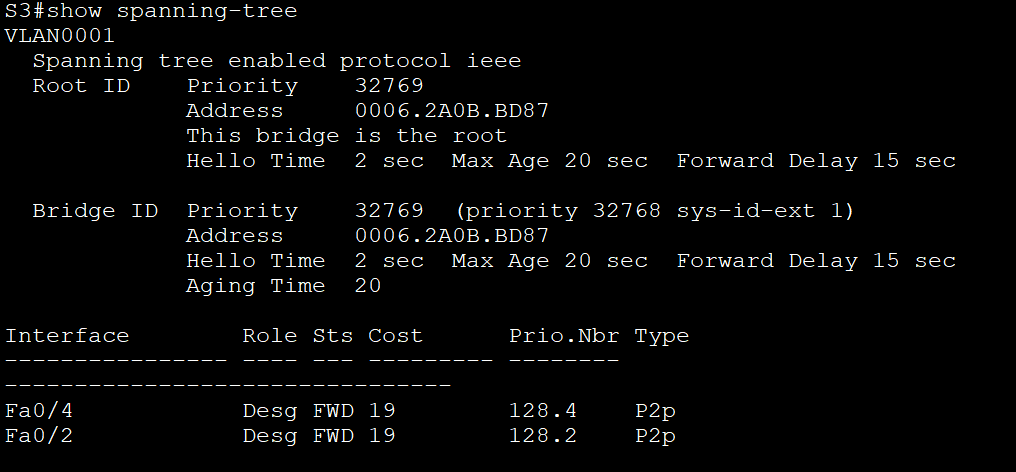 S3#show spanning-tree
VLAN0001
  Spanning tree enabled protocol ieee
  Root ID    Priority    32769
             Address     0006.2A0B.BD87
             This bridge is the root
             Hello Time  2 sec  Max Age 20 sec  Forward Delay 15 sec

  Bridge ID  Priority    32769  (priority 32768 sys-id-ext 1)
             Address     0006.2A0B.BD87
             Hello Time  2 sec  Max Age 20 sec  Forward Delay 15 sec
             Aging Time  20

Interface        Role Sts Cost      Prio.Nbr Type
---------------- ---- --- --------- --------
--------------------------------
Fa0/4            Desg FWD 19        128.4    P2p
Fa0/2            Desg FWD 19        128.2    P2p